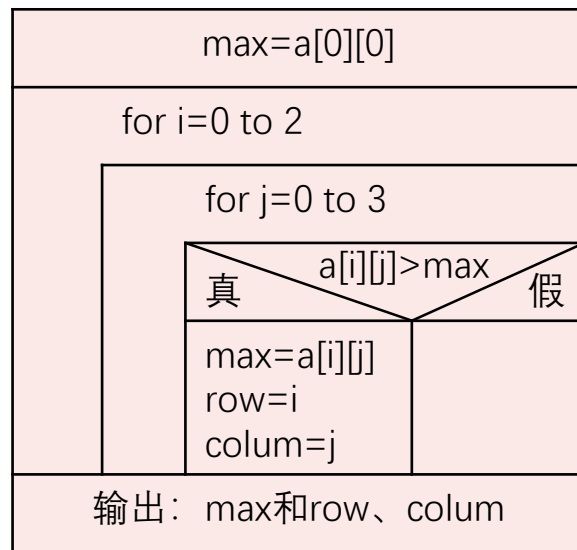 max=a[0][0]
for i=0 to 2
for j=0 to 3
a[i][j]>max
真
假
max=a[i][j]
row=i
colum=j
输出：max和row、colum